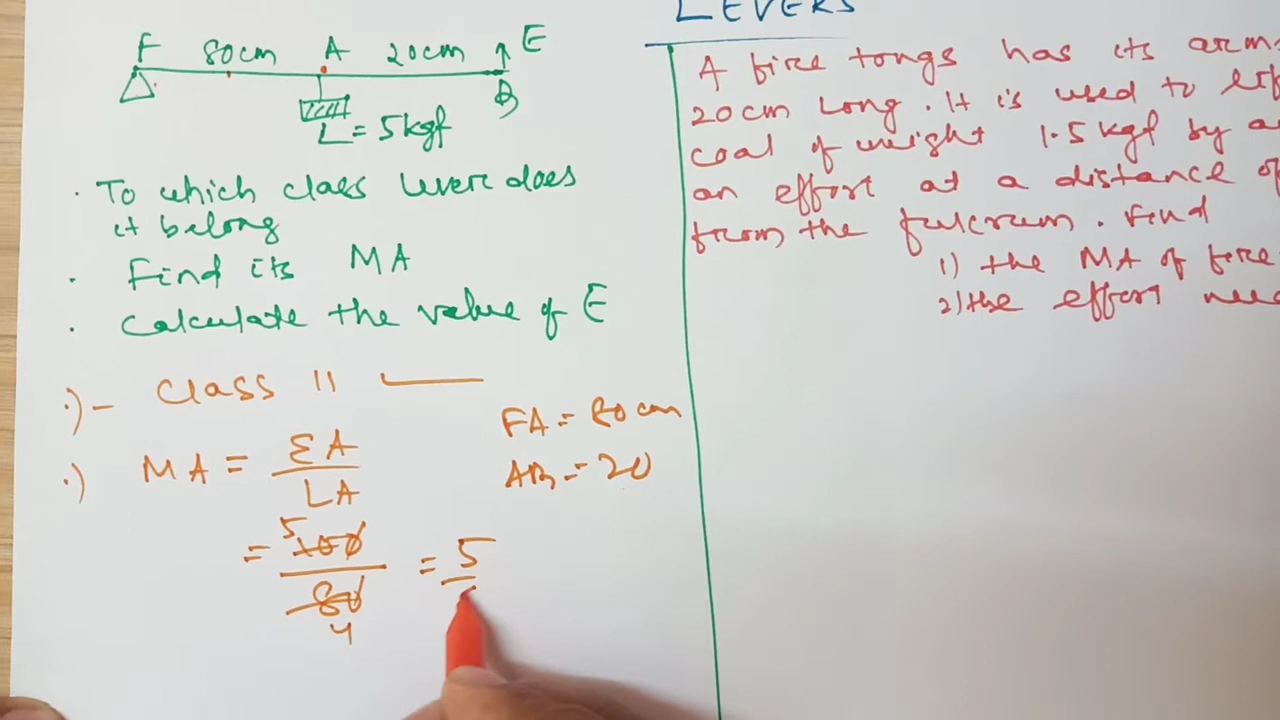 LEVERS
F 80cm A 20cm E
B
L = 5kgf
. To which class lever does
it belong
. Find its MA
. Calculate the value of E
.) - Class II
.) MA = EA
LA
FA = 80 cm
AB = 20
= 5 100 = 5
80
4
A fire tongs has its arms
20cm long. It is used to lif
coal of weight 1.5 kgf by a
an effort at a distance of
from the fulcrum. Find
1) the MA of fire
2) the effort nee